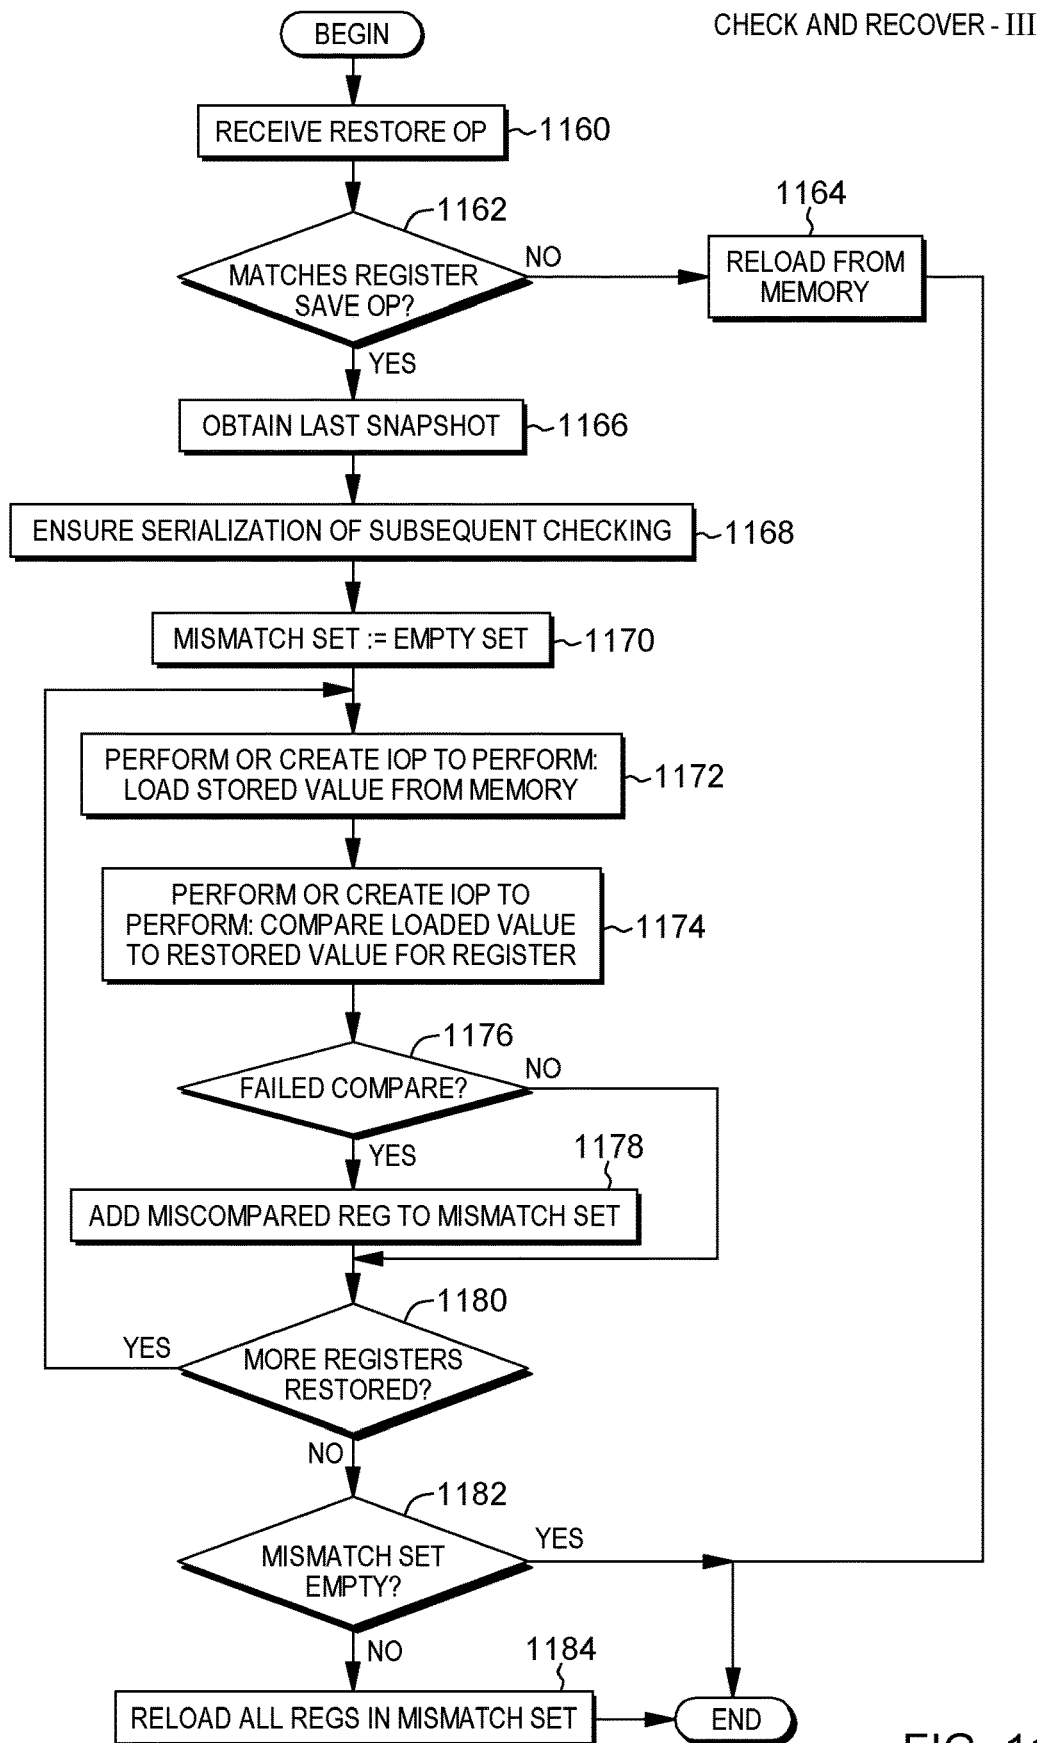 BEGIN
CHECK AND RECOVER - III
RECEIVE RESTORE OP
1160
1162
MATCHES REGISTER
SAVE OP?
NO
1164
RELOAD FROM
MEMORY
YES
OBTAIN LAST SNAPSHOT
1166
ENSURE SERIALIZATION OF SUBSEQUENT CHECKING
1168
MISMATCH SET := EMPTY SET
1170
PERFORM OR CREATE IOP TO PERFORM:
LOAD STORED VALUE FROM MEMORY
1172
PERFORM OR CREATE IOP TO
PERFORM: COMPARE LOADED VALUE
TO RESTORED VALUE FOR REGISTER
1174
1176
FAILED COMPARE?
NO
YES
1178
ADD MISCOMPARED REG TO MISMATCH SET
1180
YES
MORE REGISTERS
RESTORED?
NO
1182
MISMATCH SET
EMPTY?
YES
NO
1184
RELOAD ALL REGS IN MISMATCH SET
END